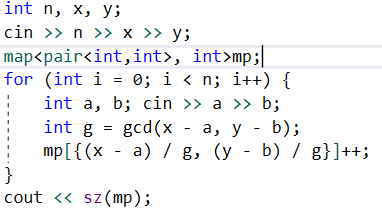 int n, x, y;
cin >> n >> x >> y;
map<pair<int,int>, int>mp;
for (int i = 0; i < n; i++) {
    int a, b; cin >> a >> b;
    int g = gcd(x - a, y - b);
    mp[{(x - a) / g, (y - b) / g}]++;
}
cout << sz(mp);